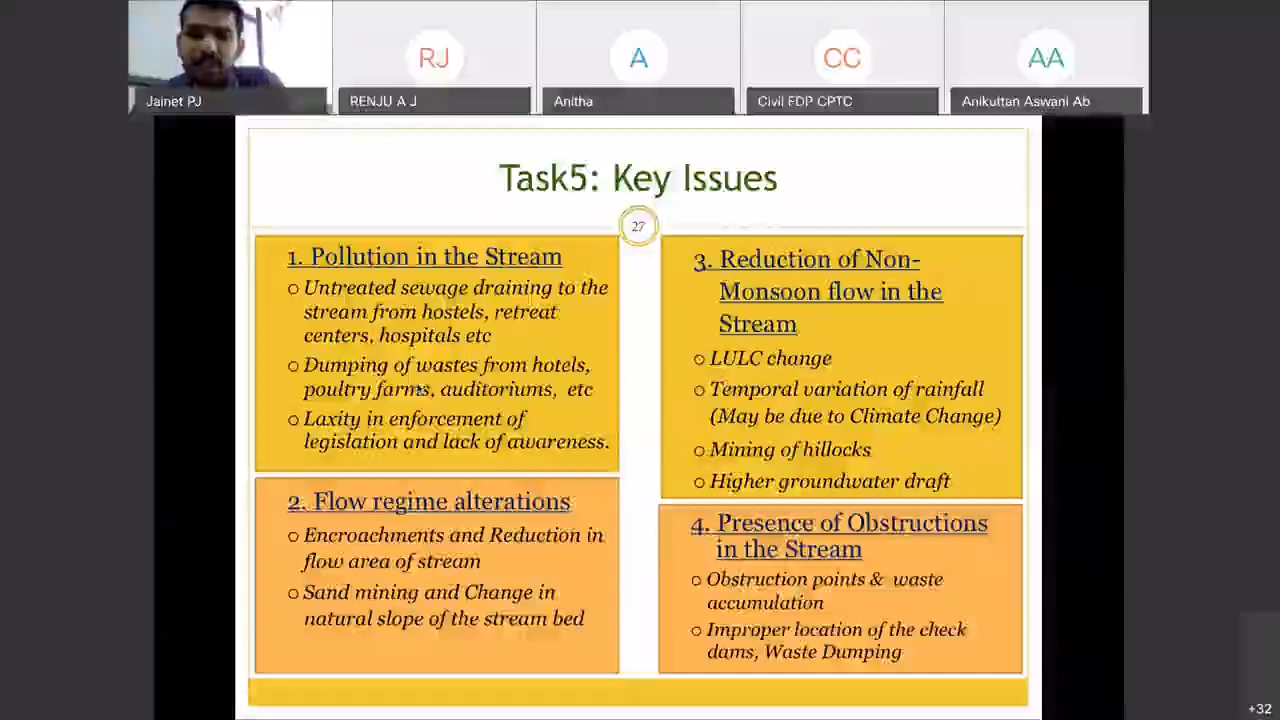 RJ
A
CC
AA
Jainet PJ
RENJU A J
Anitha
Civil FDP CPTC
Anikuttan Aswani Ab
Task5: Key Issues
27
1. Pollution in the Stream
Untreated sewage draining to the
stream from hostels, retreat
centers, hospitals etc
Dumping of wastes from hotels,
poultry farms, auditoriums, etc
Laxity in enforcement of
legislation and lack of awareness.
2. Flow regime alterations
Encroachments and Reduction in
flow area of stream
Sand mining and Change in
natural slope of the stream bed
3. Reduction of Non-
Monsoon flow in the
Stream
LULC change
Temporal variation of rainfall
(May be due to Climate Change)
Mining of hillocks
Higher groundwater draft
4. Presence of Obstructions
in the Stream
Obstruction points & waste
accumulation
Improper location of the check
dams, Waste Dumping
+32